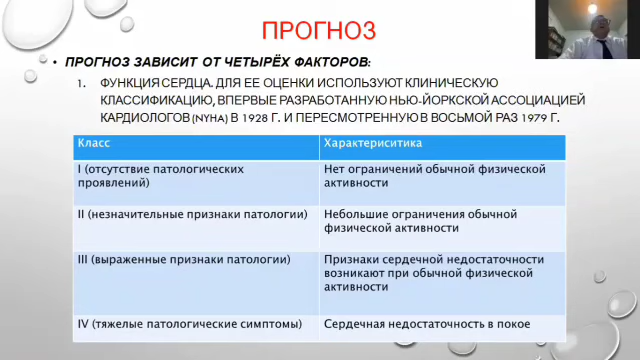 ПРОГНОЗ
• ПРОГНОЗ ЗАВИСИТ ОТ ЧЕТЫРЁХ ФАКТОРОВ:
1. ФУНКЦИЯ СЕРДЦА. ДЛЯ ЕЕ ОЦЕНКИ ИСПОЛЬЗУЮТ КЛИНИЧЕСКУЮ
КЛАССИФИКАЦИЮ, ВПЕРВЫЕ РАЗРАБОТАННУЮ НЬЮ-ЙОРКСКОЙ АССОЦИАЦИЕЙ
КАРДИОЛОГОВ (NYHA) В 1928 Г. И ПЕРЕСМОТРЕННУЮ В ВОСЬМОЙ РАЗ 1979 Г.
Класс
Характериситика
I (отсутствие патологических
проявлений)
Нет ограничений обычной физической
активности
II (незначительные признаки патологии)
Небольшие ограничения обычной
физической активности
III (выраженные признаки патологии)
Признаки сердечной недостаточности
возникают при обычной физической
активности
IV (тяжелые патологические симптомы)
Сердечная недостаточность в покое